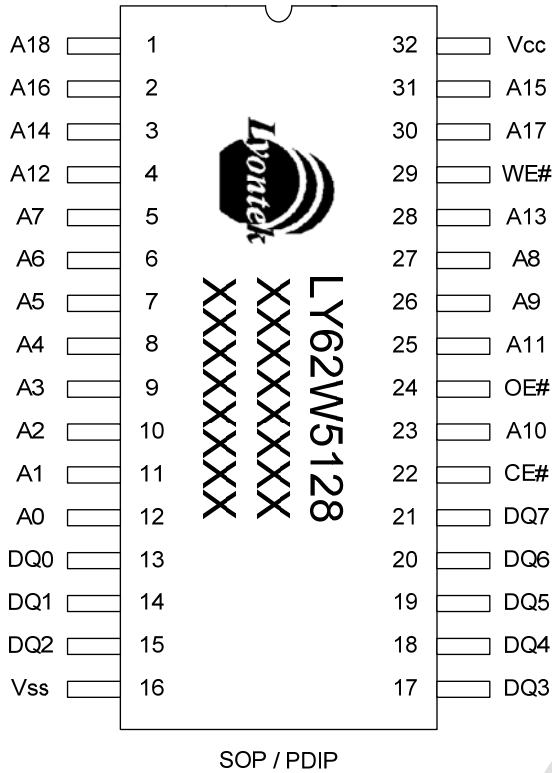 A18 1 32 Vcc
A16 2 31 A15
A14 3 30 A17
A12 4 29 WE#
A7 5 28 A13
A6 6 27 A8
A5 7 26 A9
A4 8 25 A11
A3 9 24 OE#
A2 10 23 A10
A1 11 22 CE#
A0 12 21 DQ7
DQ0 13 20 DQ6
DQ1 14 19 DQ5
DQ2 15 18 DQ4
Vss 16 17 DQ3
Lyontek
LY62W5128
XXXXXXXX
XXXXXXXX
SOP / PDIP